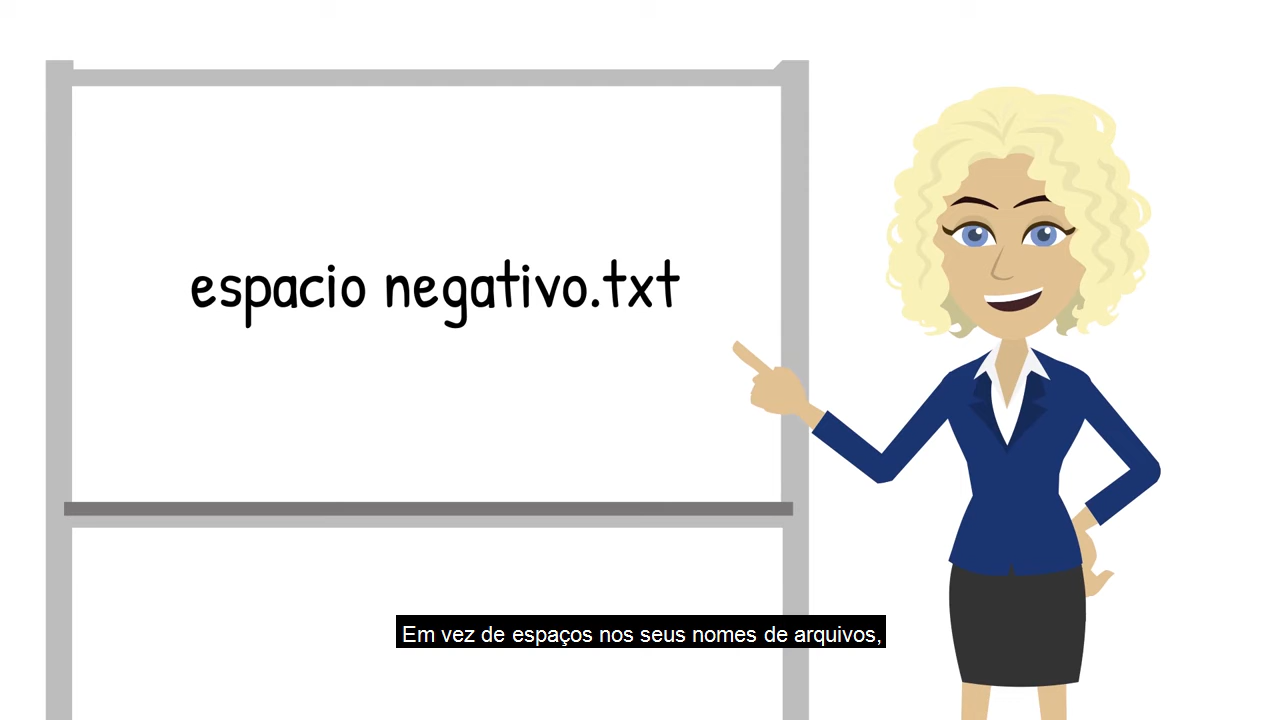 espacio negativo.txt
Em vez de espaços nos seus nomes de arquivos,